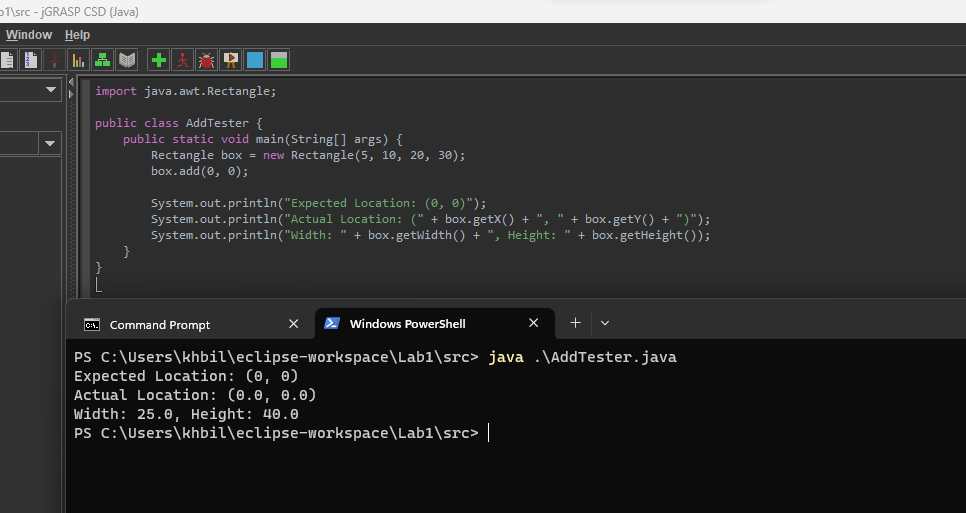 b1\src - jGRASP CSD (Java)
Window Help
import java.awt.Rectangle;
public class AddTester {
public static void main(String[] args) {
Rectangle box = new Rectangle(5, 10, 20, 30);
box.add(0, 0);
System.out.println("Expected Location: (0, 0)");
System.out.println("Actual Location: (" + box.getX() + ", " + box.getY() + ")");
System.out.println("Width: " + box.getWidth() + ", Height: " + box.getHeight());
}
}
Command Prompt
Windows PowerShell
PS C:\Users\khbil\eclipse-workspace\Lab1\src> java .\AddTester.java
Expected Location: (0, 0)
Actual Location: (0.0, 0.0)
Width: 25.0, Height: 40.0
PS C:\Users\khbil\eclipse-workspace\Lab1\src>